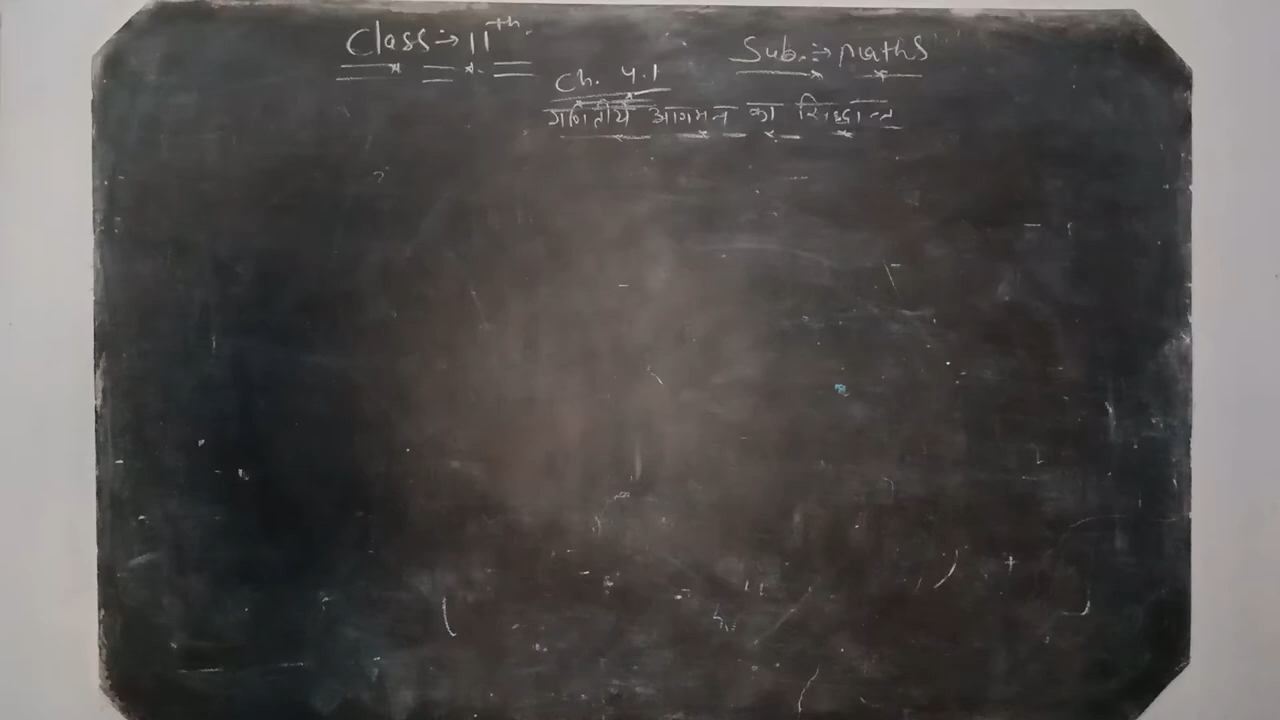 Class:→ 11th
Sub.:→ Maths
Ch. 4.1
गणितीय आगमन का सिद्धान्त